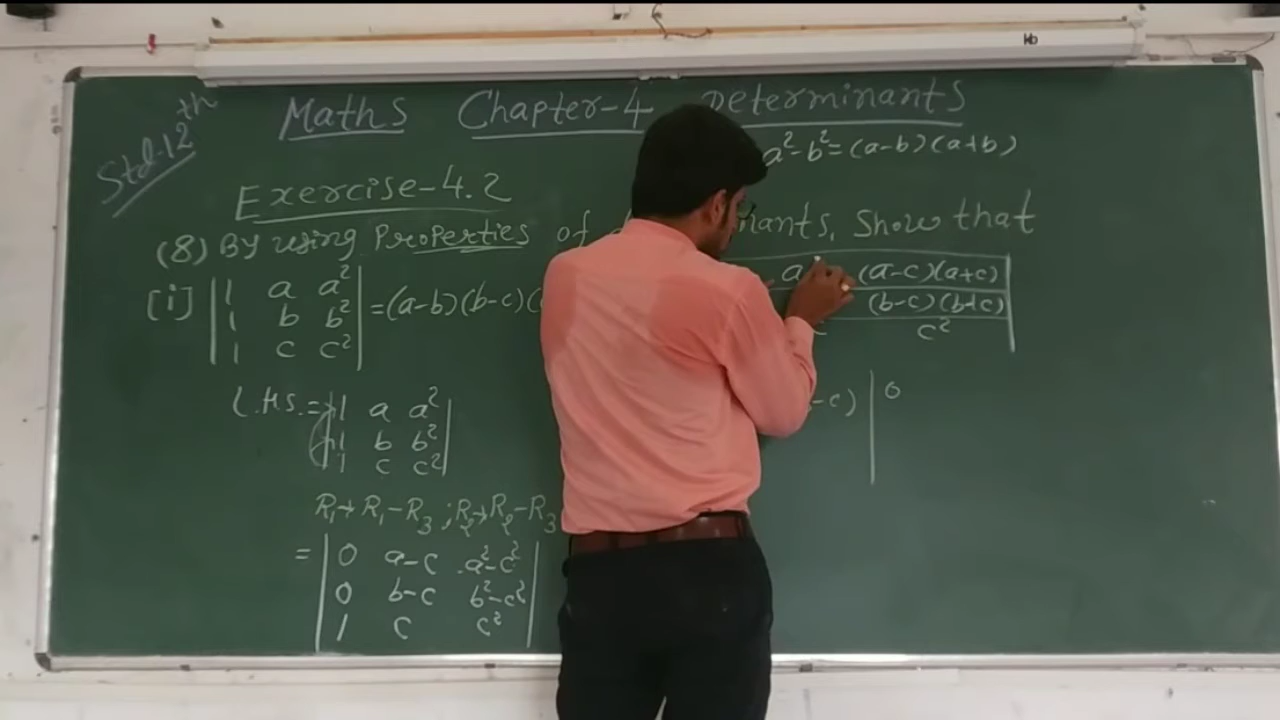 Maths Chapter-4 Determinants
Std-12th
a²-b²=(a-b)(a+b)
Exercise-4.2
(8) By using Properties of Show that
[i] | 1 a a² | =(a-b)(b-c)(
| 1 b b² |
| 1 c c² |
L.H.S. = | 1 a a² |
| 1 b b² |
| 1 c c² |
R₁→R₁-R₃ ; R₂→R₂-R₃
= | 0 a-c a²-c² |
| 0 b-c b²-c² |
| 1 c c² |
a (a-c)(a+c) |
(b-c)(b+c) |
c c² |
-c) | 0